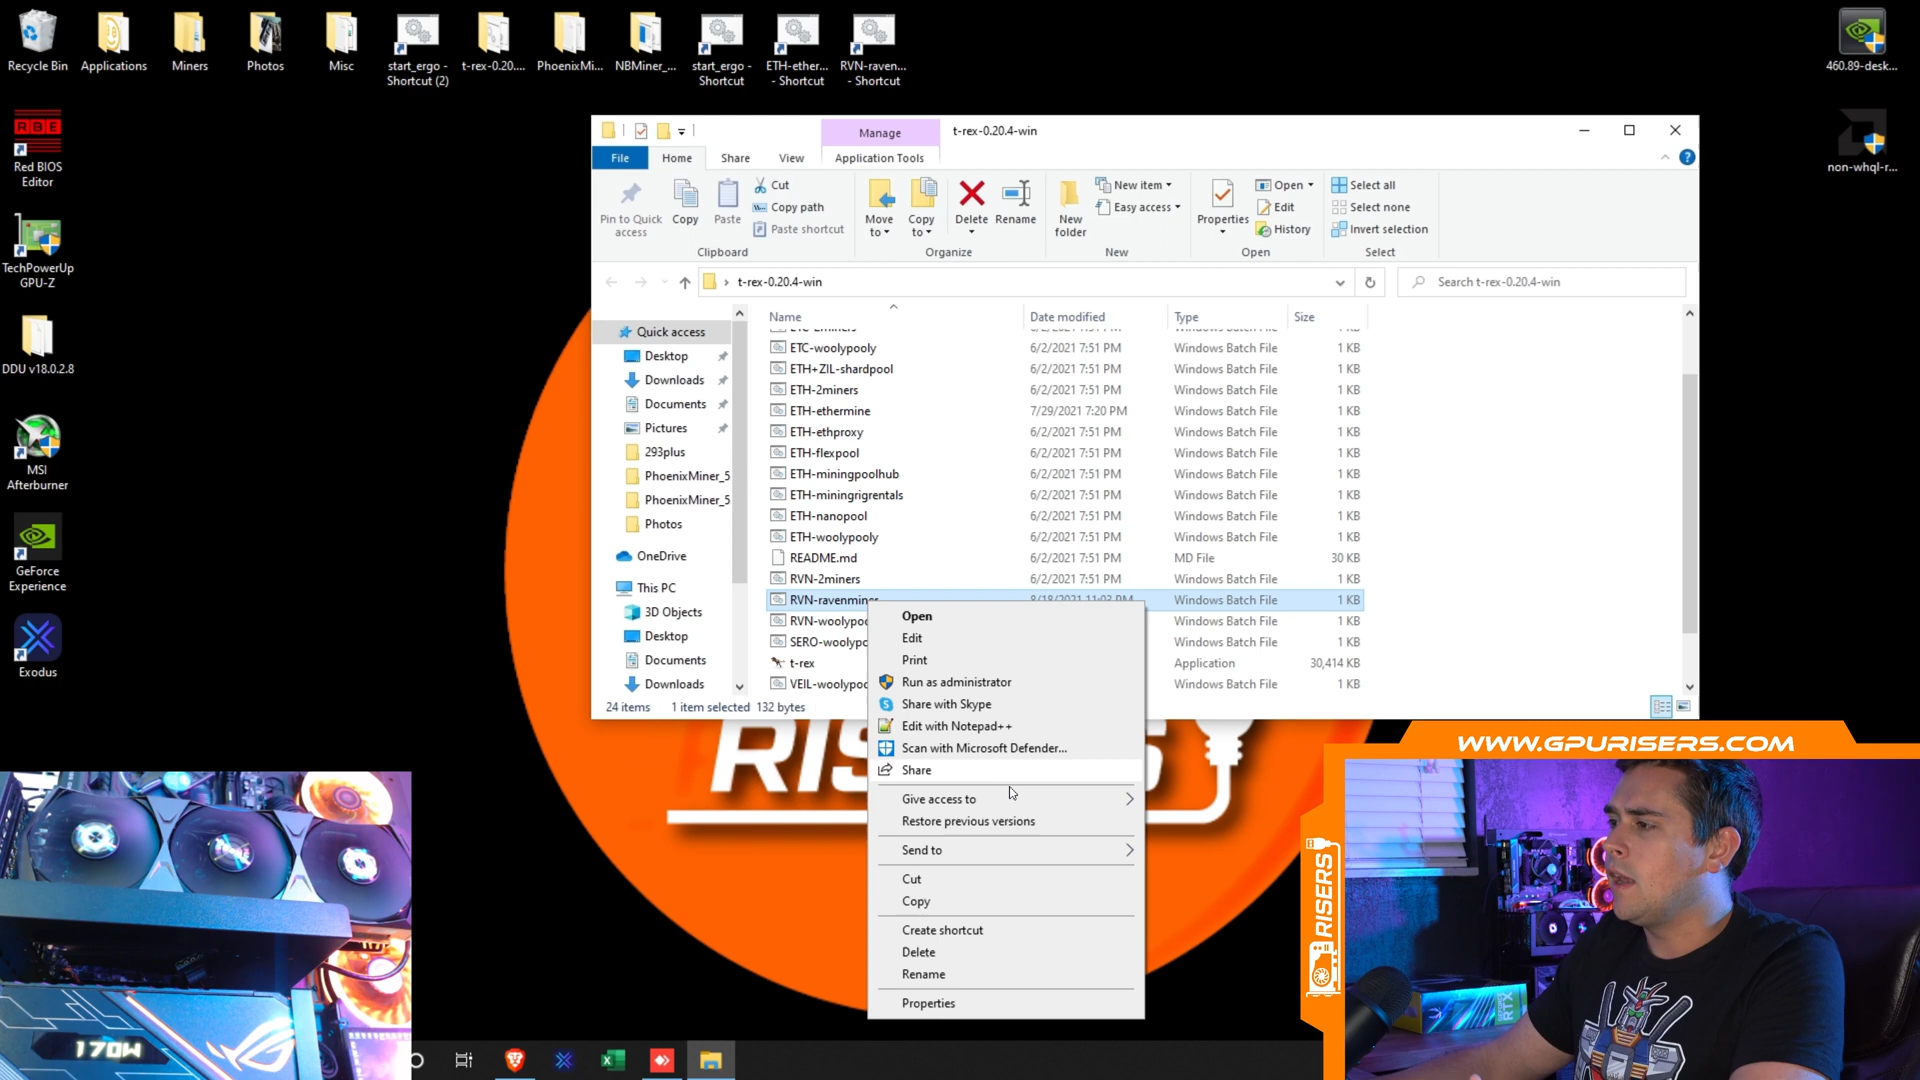 Recycle Bin
Applications
Miners
Photos
Misc
start_ergo - Shortcut (2)
t-rex-0.20....
PhoenixMi...
NBMiner_...
start_ergo - Shortcut
ETH-ether... - Shortcut
RVN-raven... - Shortcut
460.89-desk...
RBE
Red BIOS Editor
non-whql-r...
TechPowerUp GPU-Z
DDU v18.0.2.8
MSI Afterburner
GeForce Experience
Exodus
Manage
t-rex-0.20.4-win
File
Home
Share
View
Application Tools
Pin to Quick access
Copy
Paste
Cut
Copy path
Paste shortcut
Clipboard
Move to
Copy to
Delete
Rename
Organize
New folder
New item
Easy access
New
Properties
Open
Edit
History
Open
Select all
Select none
Invert selection
Select
t-rex-0.20.4-win
Search t-rex-0.20.4-win
Quick access
Desktop
Downloads
Documents
Pictures
293plus
PhoenixMiner_5
PhoenixMiner_5
Photos
OneDrive
This PC
3D Objects
Desktop
Documents
Downloads
Name Date modified Type Size
ETC-woolypooly 6/2/2021 7:51 PM Windows Batch File 1 KB
ETH+ZIL-shardpool 6/2/2021 7:51 PM Windows Batch File 1 KB
ETH-2miners 6/2/2021 7:51 PM Windows Batch File 1 KB
ETH-ethermine 7/29/2021 7:20 PM Windows Batch File 1 KB
ETH-ethproxy 6/2/2021 7:51 PM Windows Batch File 1 KB
ETH-flexpool 6/2/2021 7:51 PM Windows Batch File 1 KB
ETH-miningpoolhub 6/2/2021 7:51 PM Windows Batch File 1 KB
ETH-miningrigrentals 6/2/2021 7:51 PM Windows Batch File 1 KB
ETH-nanopool 6/2/2021 7:51 PM Windows Batch File 1 KB
ETH-woolypooly 6/2/2021 7:51 PM Windows Batch File 1 KB
README.md 6/2/2021 7:51 PM MD File 30 KB
RVN-2miners 6/2/2021 7:51 PM Windows Batch File 1 KB
RVN-ravenminer 8/18/2021 11:03 PM Windows Batch File 1 KB
RVN-woolypoo Windows Batch File 1 KB
SERO-woolypo Windows Batch File 1 KB
t-rex Application 30,414 KB
VEIL-woolypoo Windows Batch File 1 KB
24 items 1 item selected 132 bytes
Open
Edit
Print
Run as administrator
Share with Skype
Edit with Notepad++
Scan with Microsoft Defender...
Share
Give access to
Restore previous versions
Send to
Cut
Copy
Create shortcut
Delete
Rename
Properties
RIS
WWW.GPURISERS.COM
RISERS
170W
RTX